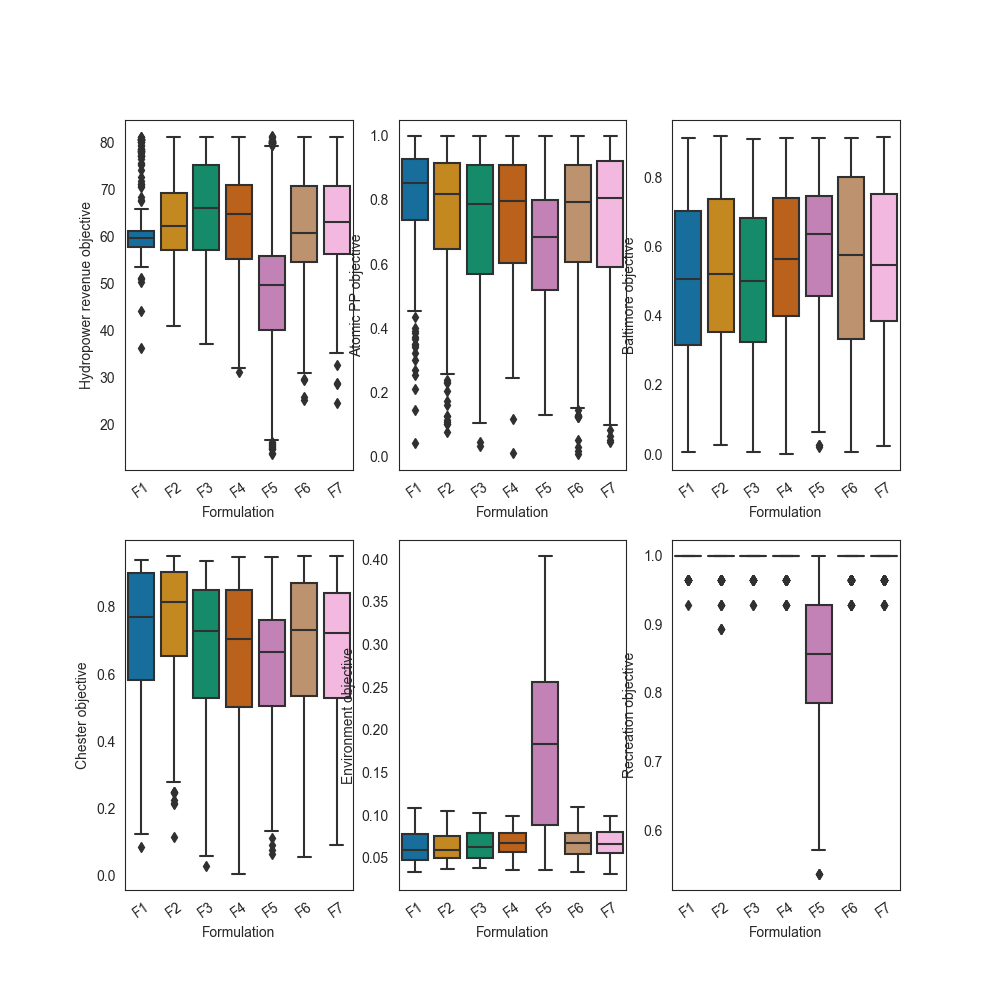 Hydropower revenue objective
80
70
60
50
40
30
20
F1 F2 F3 F4 F5 F6 F7
Formulation
Atomic PP objective
1.0
0.8
0.6
0.4
0.2
0.0
F1 F2 F3 F4 F5 F6 F7
Formulation
Baltimore objective
0.8
0.6
0.4
0.2
0.0
F1 F2 F3 F4 F5 F6 F7
Formulation
Chester objective
0.8
0.6
0.4
0.2
0.0
F1 F2 F3 F4 F5 F6 F7
Formulation
Environment objective
0.40
0.35
0.30
0.25
0.20
0.15
0.10
0.05
F1 F2 F3 F4 F5 F6 F7
Formulation
Recreation objective
1.0
0.9
0.8
0.7
0.6
F1 F2 F3 F4 F5 F6 F7
Formulation